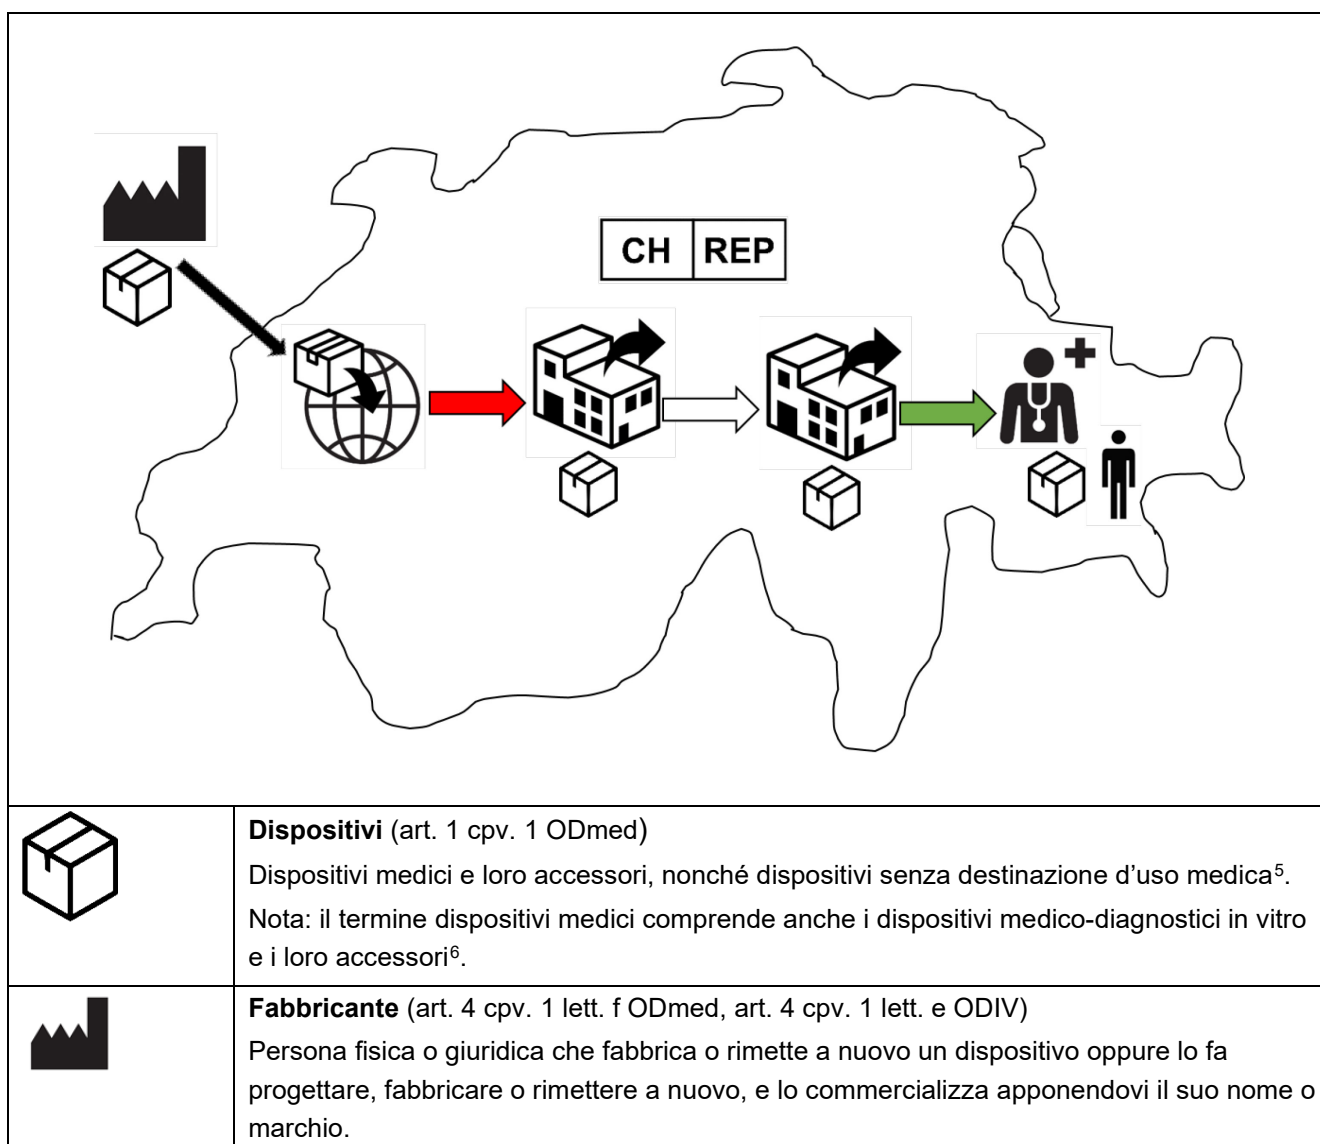 CH REP
Dispositivi (art. 1 cpv. 1 ODmed)
Dispositivi medici e loro accessori, nonché dispositivi senza destinazione d’uso medica⁵.
Nota: il termine dispositivi medici comprende anche i dispositivi medico-diagnostici in vitro
e i loro accessori⁶.
Fabbricante (art. 4 cpv. 1 lett. f ODmed, art. 4 cpv. 1 lett. e ODIV)
Persona fisica o giuridica che fabbrica o rimette a nuovo un dispositivo oppure lo fa
progettare, fabbricare o rimettere a nuovo, e lo commercializza apponendovi il suo nome o
marchio.